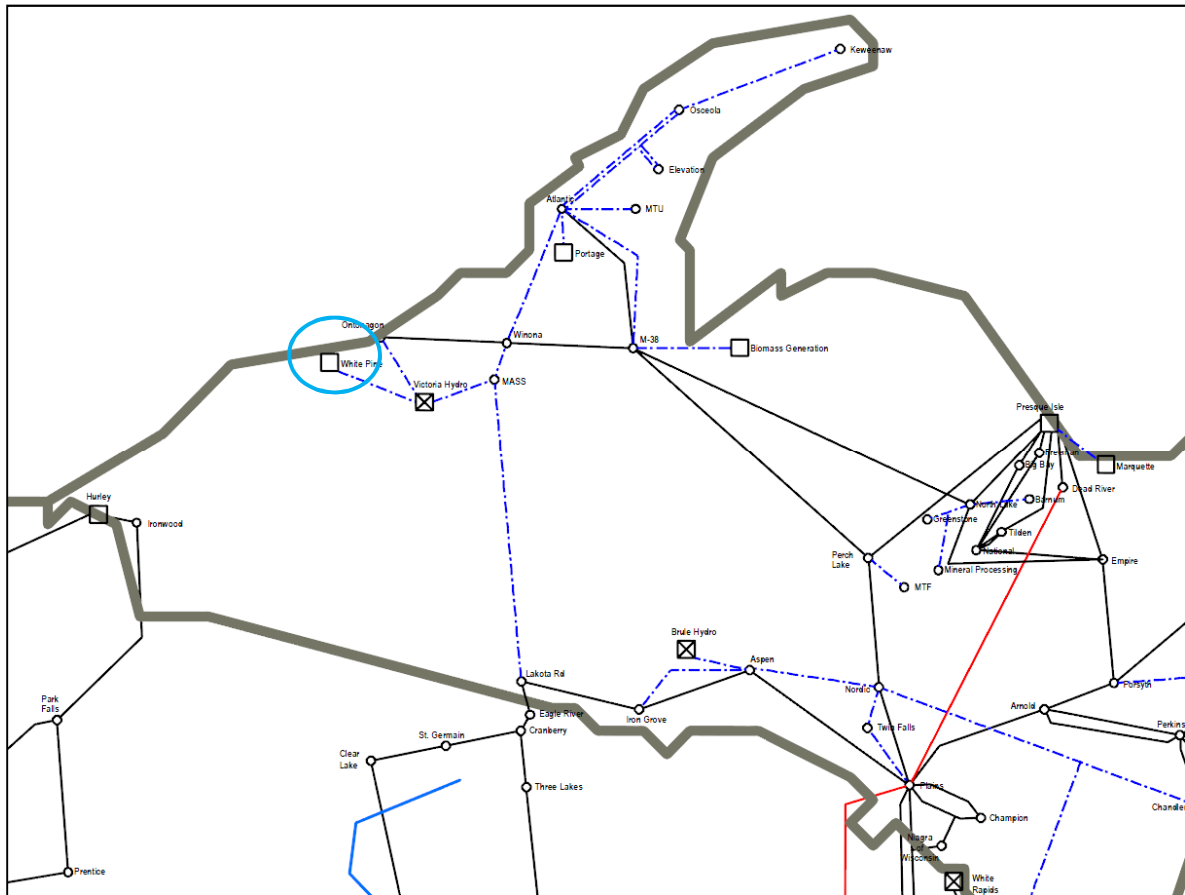 Keweenaw
Osceola
Elevation
Atlantic
MTU
Portage
Ontonagon
Winona
M-38
Biomass Generation
White Pine
Victoria Hydro
MASS
Presque Isle
Freeman
Big Bay
Marquette
Dead River
Hurley
Ironwood
North Lake
Barnum
Greenstone
Tilden
National
Perch
Lake
Empire
Mineral Processing
MTF
Brule Hydro
Aspen
Lakota Rd
Nordic
Forsyth
Park
Falls
Eagle River
Iron Grove
Arnold
Twin Falls
Perkins
St. Germain
Cranberry
Clear
Lake
Plains
Three Lakes
Chandler
Champion
Niagra
of
Wisconsin
Prentice
White
Rapids